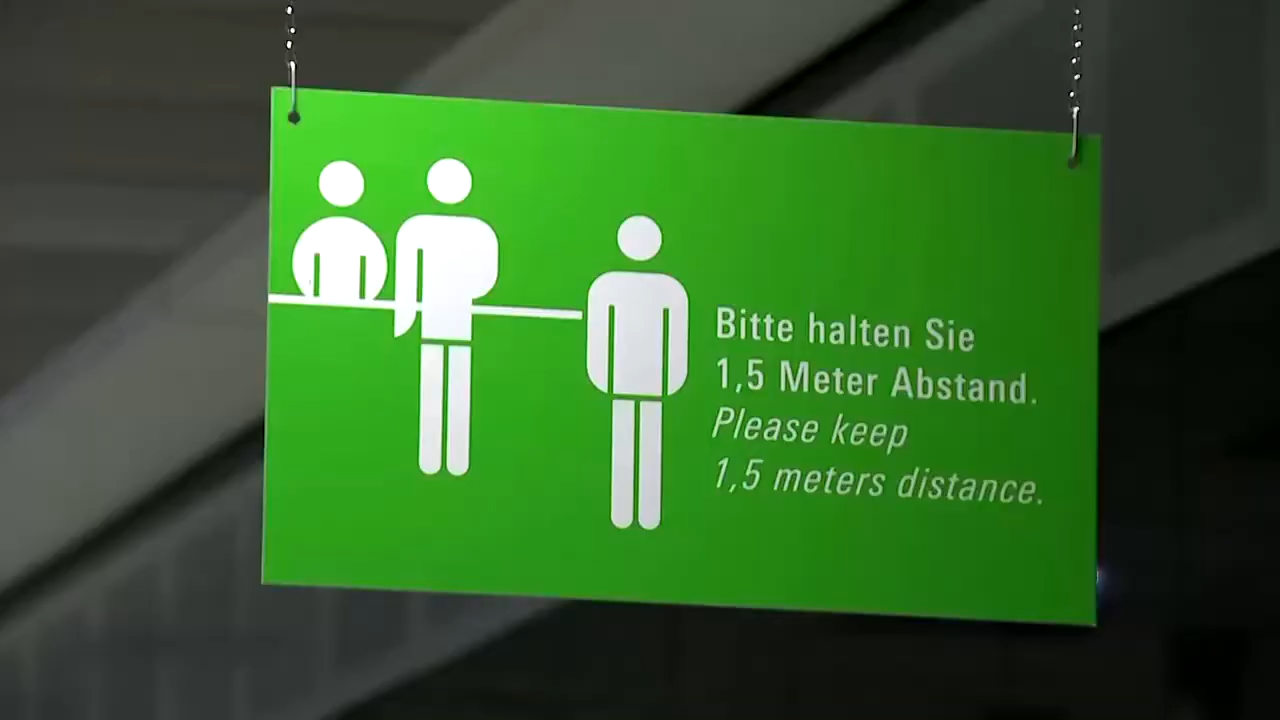 Bitte halten Sie
1,5 Meter Abstand.
Please keep
1,5 meters distance.